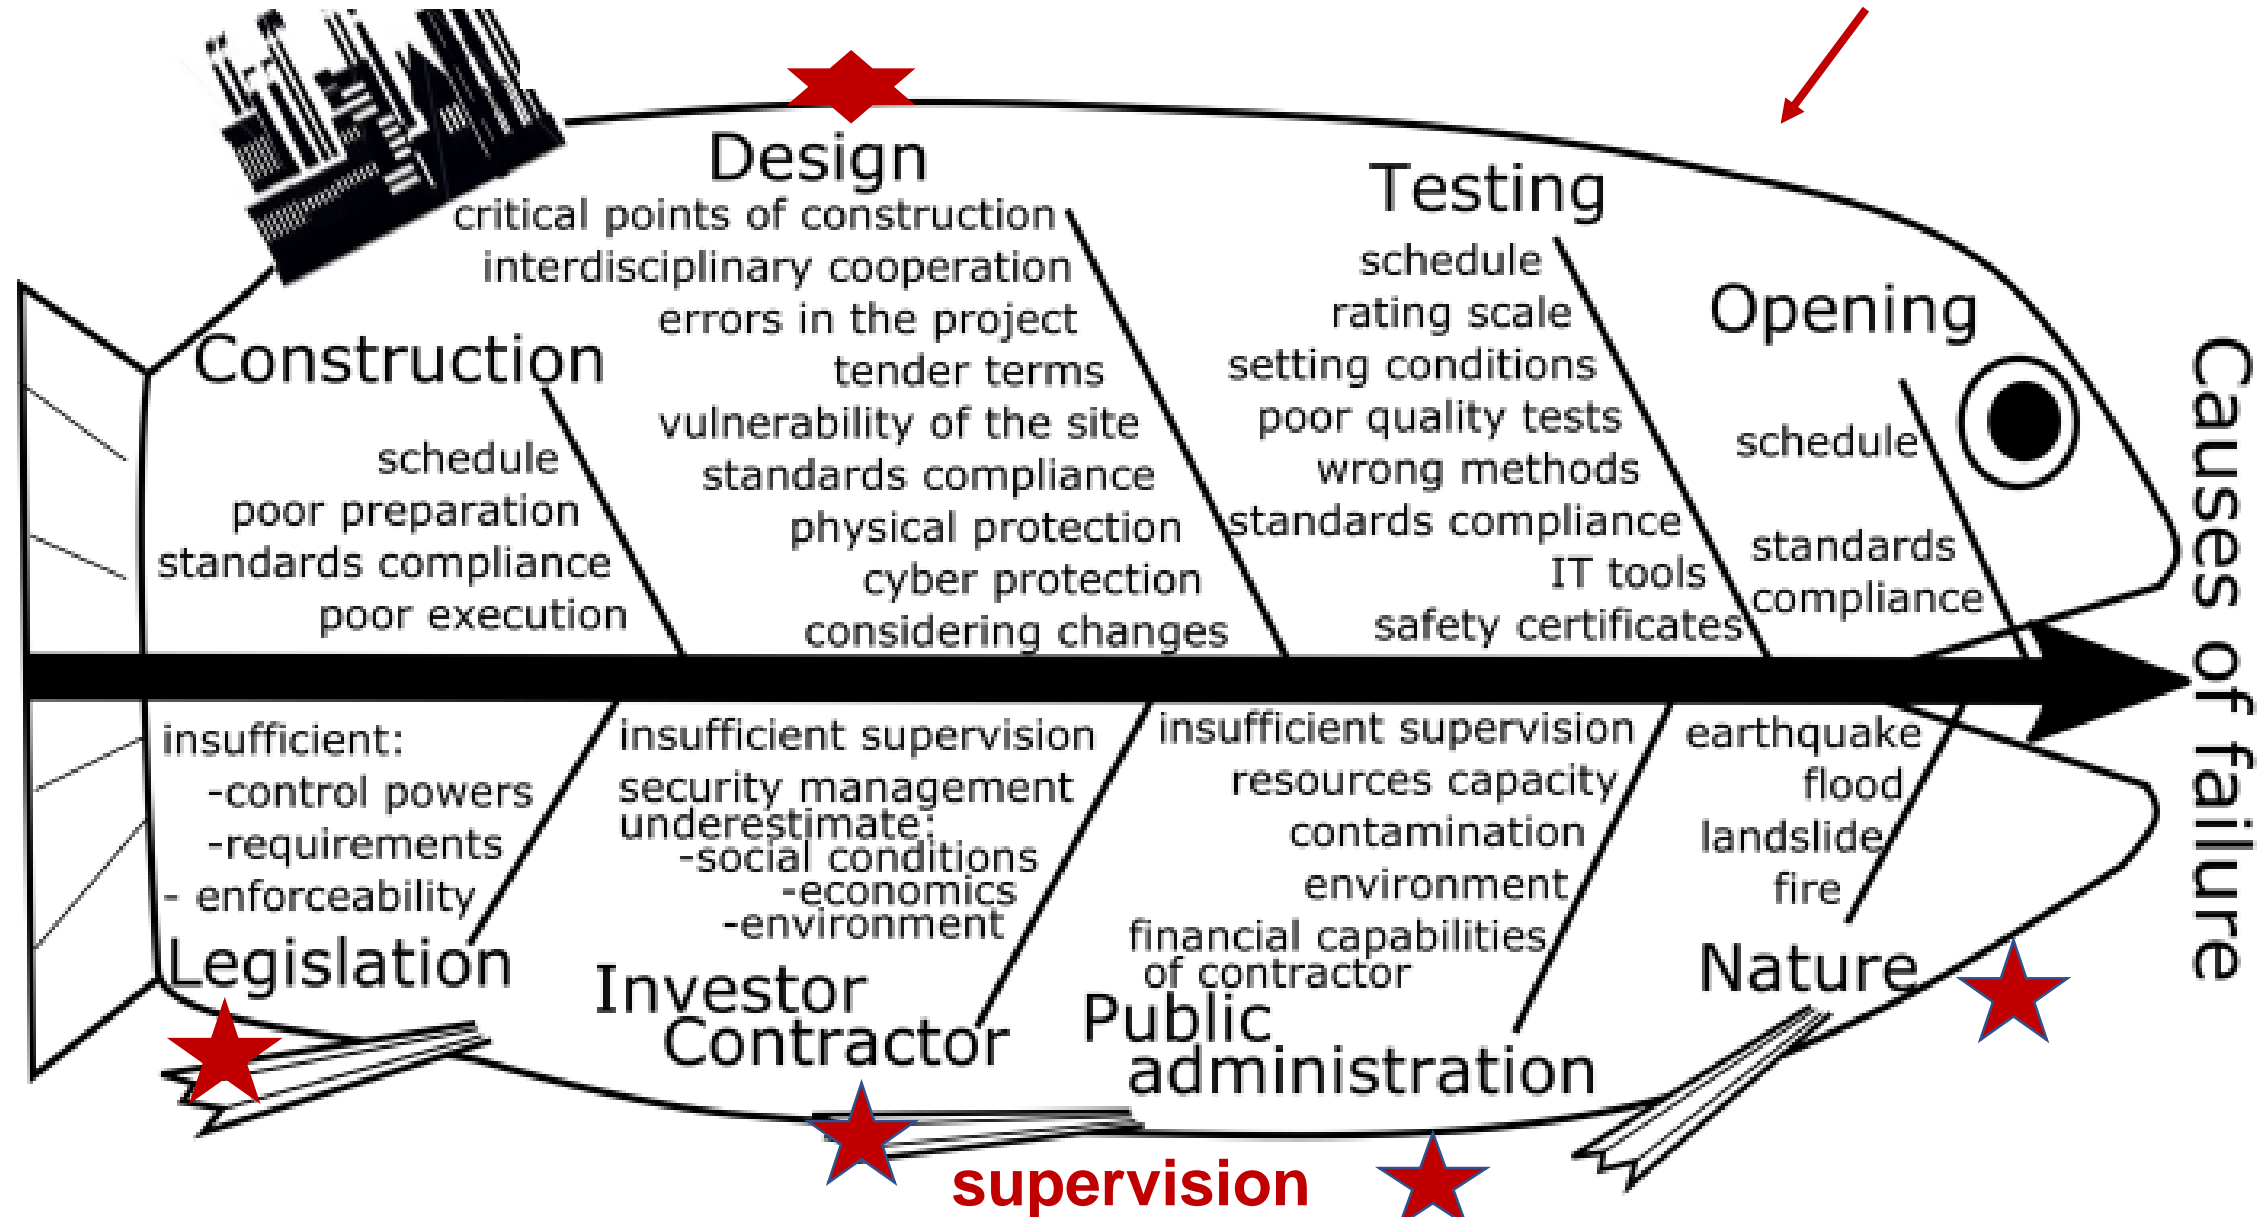 Design
critical points of construction
interdisciplinary cooperation
errors in the project
tender terms
vulnerability of the site
standards compliance
physical protection
cyber protection
considering changes
Testing
schedule
rating scale
setting conditions
poor quality tests
wrong methods
standards compliance
IT tools
safety certificates
Opening
schedule
standards
compliance
Construction
schedule
poor preparation
standards compliance
poor execution
Causes of failure
insufficient:
-control powers
-requirements
- enforceability
Legislation
insufficient supervision
security management
underestimate:
-social conditions
-economics
-environment
Investor
Contractor
insufficient supervision
resources capacity
contamination
environment
financial capabilities
of contractor
Public
administration
earthquake
flood
landslide
fire
Nature
supervision